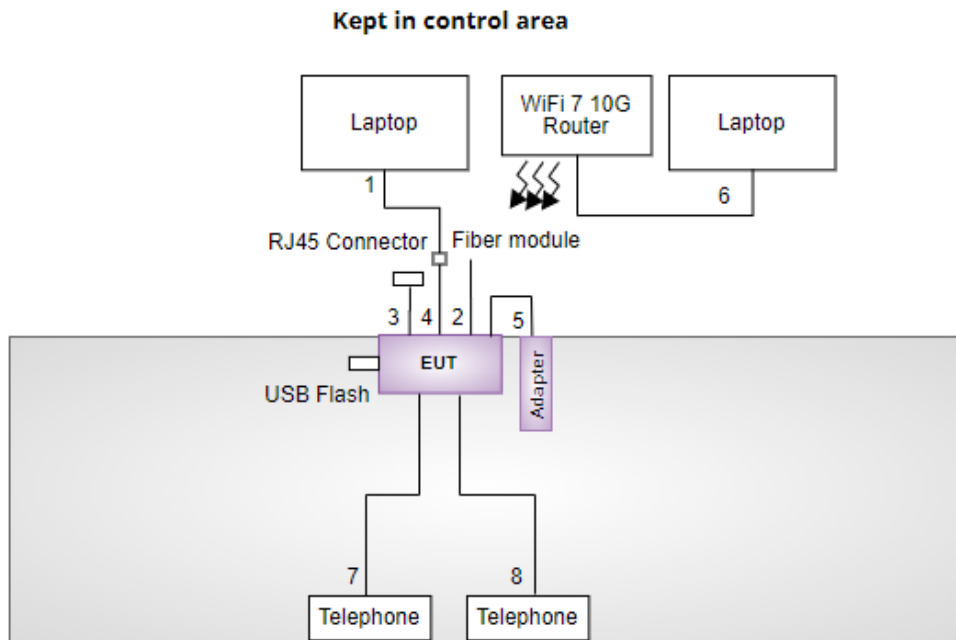 Kept in control area
Laptop
WiFi 7 10G
Router
Laptop
1
6
RJ45 Connector
Fiber module
3
4
2
5
EUT
Adapter
USB Flash
7
8
Telephone
Telephone